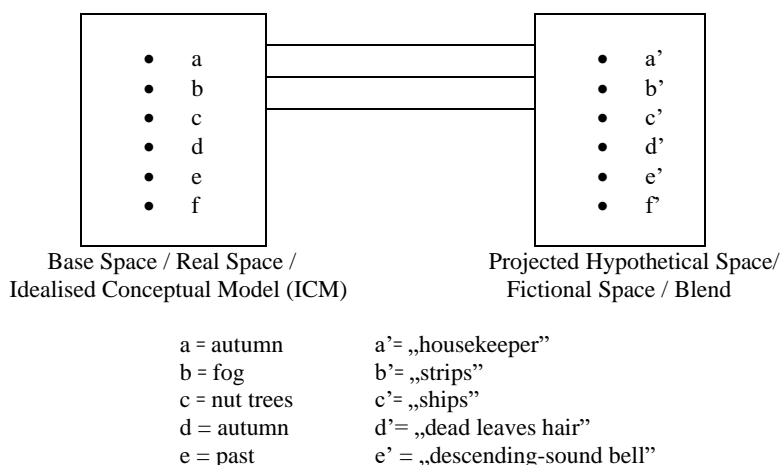 • a • a’
• b • b’
• c • c’
• d • d’
• e • e’
• f • f’
Base Space / Real Space / Projected Hypothetical Space/
Idealised Conceptual Model (ICM) Fictional Space / Blend
a = autumn a’= „housekeeper”
b = fog b’= „strips”
c = nut trees c’= „ships”
d = autumn d’= „dead leaves hair”
e = past e’ = „descending-sound bell”